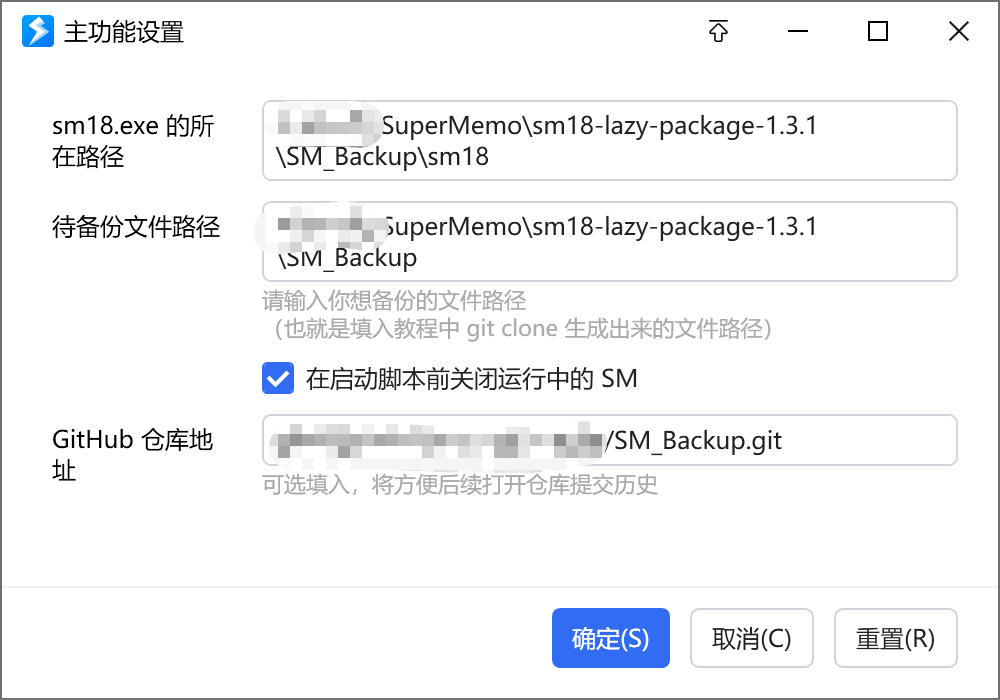 主功能设置
sm18.exe 的所
在路径
SuperMemo\sm18-lazy-package-1.3.1
\SM_Backup\sm18
待备份文件路径
SuperMemo\sm18-lazy-package-1.3.1
\SM_Backup
请输入你想备份的文件路径
（也就是填入教程中 git clone 生成出来的文件路径）
在启动脚本前关闭运行中的 SM
GitHub 仓库地
址
/SM_Backup.git
可选填入，将方便后续打开仓库提交历史
确定(S)
取消(C)
重置(R)